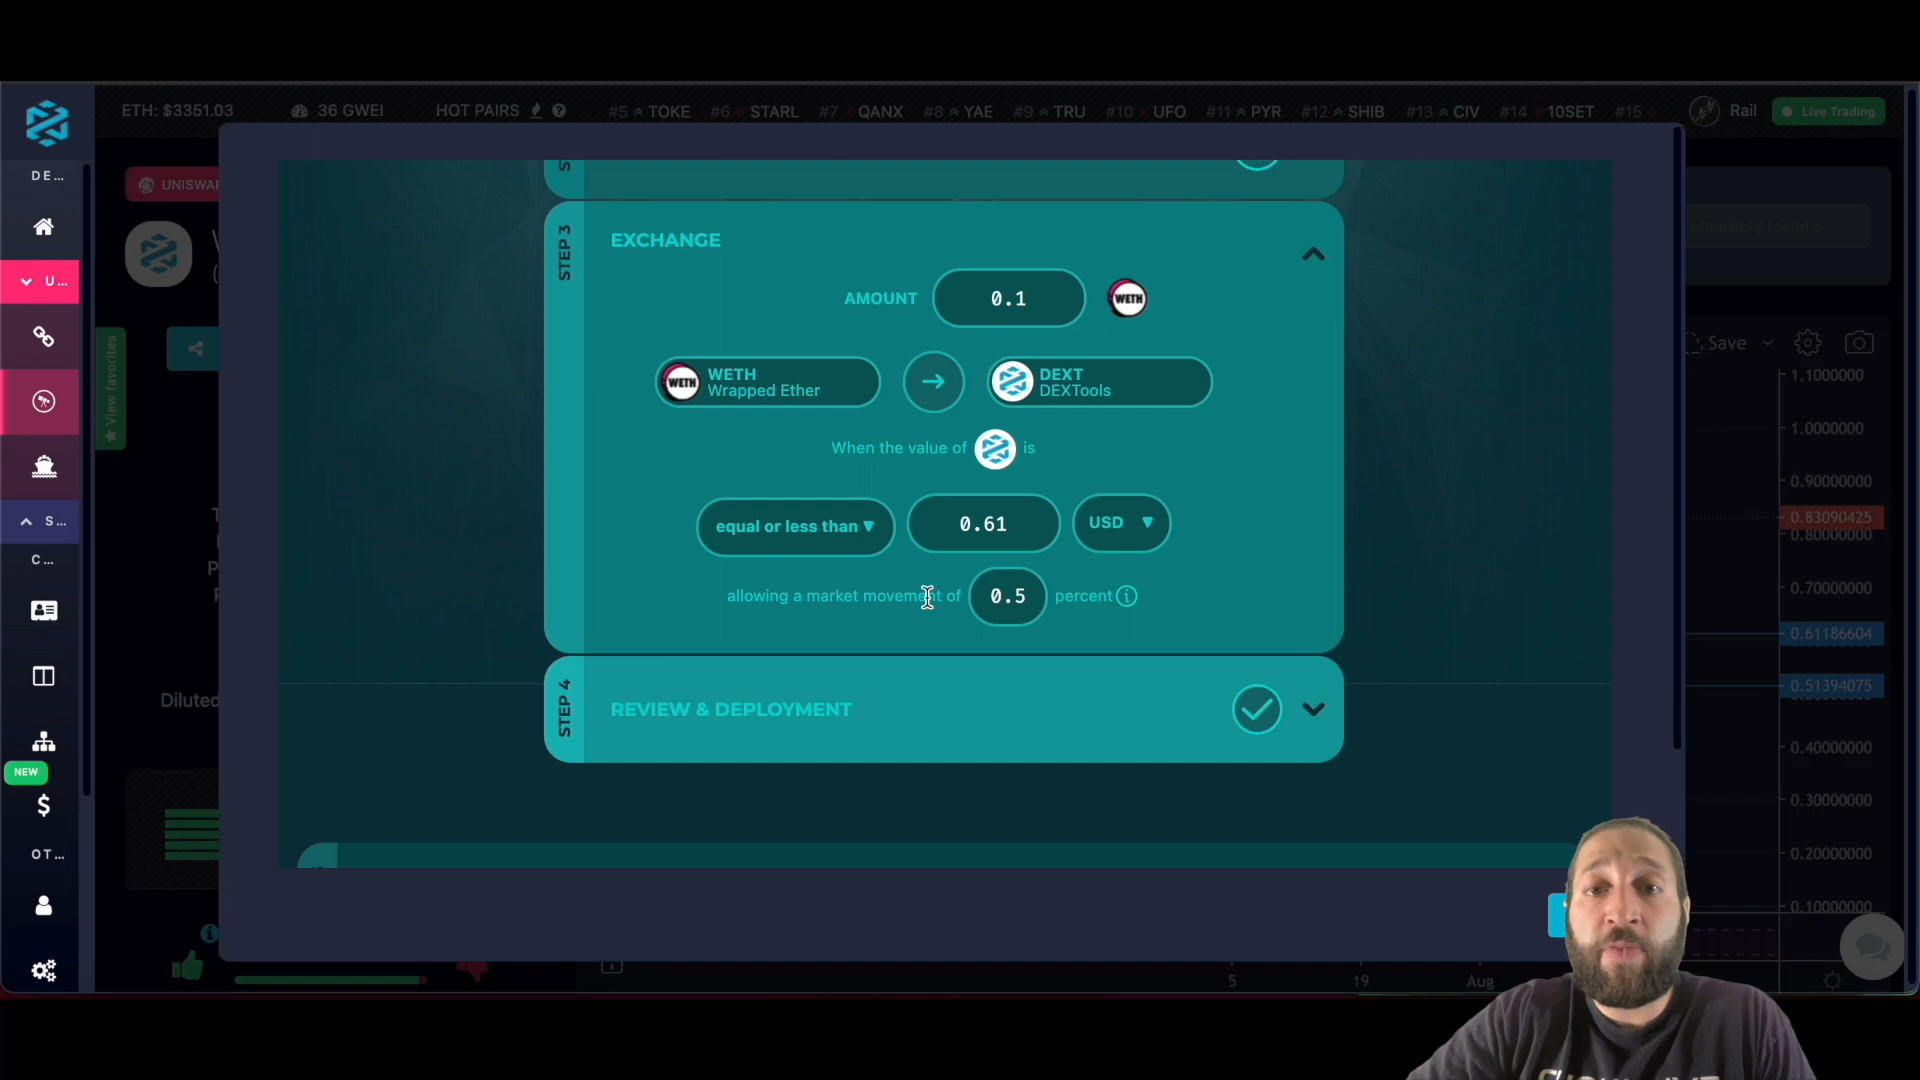 ETH: $3351.03
36 GWEI
HOT PAIRS
#5 TOKE #6 STARL #7 QANX #8 YAE #9 TRU #10 UFO #11 PYR #12 SHIB #13 CIV #14 10SET #15
Rail
Live Trading
DE...
UNISWAP
U...
View favorites
S...
C...
Diluted
NEW
OT...
STEP 3
EXCHANGE
AMOUNT 0.1 WETH
WETH
WETH
Wrapped Ether
DEXT
DEXTools
When the value of is
equal or less than 0.61 USD
allowing a market movement of 0.5 percent
STEP 4
REVIEW & DEPLOYMENT
Save
1.1000000
1.0000000
0.90000000
0.83090425
0.80000000
0.70000000
0.61186604
0.51394075
0.40000000
0.30000000
0.20000000
0.10000000
5 19 Aug